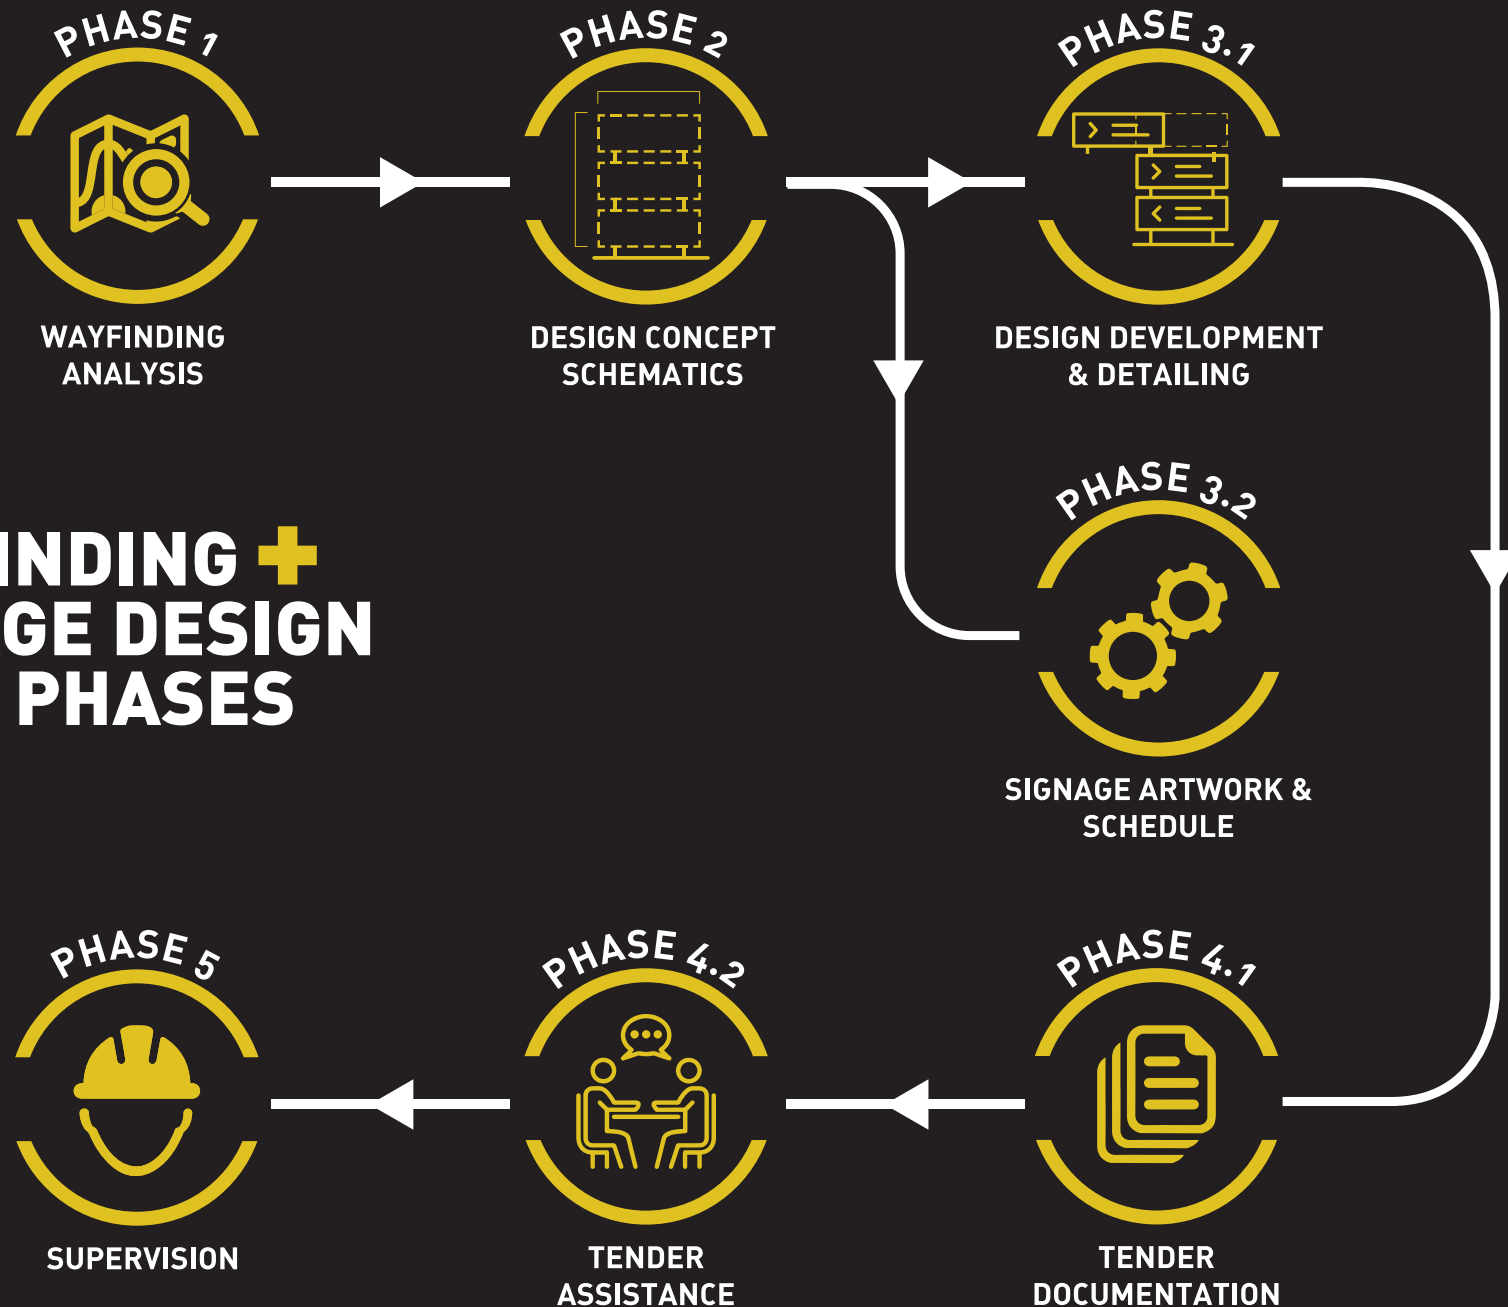 PHASE 1
WAYFINDING
ANALYSIS
PHASE 2
DESIGN CONCEPT
SCHEMATICS
PHASE 3.1
DESIGN DEVELOPMENT
& DETAILING
PHASE 3.2
SIGNAGE ARTWORK &
SCHEDULE
INDING +
GE DESIGN
PHASES
PHASE 4.1
TENDER
DOCUMENTATION
PHASE 4.2
TENDER
ASSISTANCE
PHASE 5
SUPERVISION